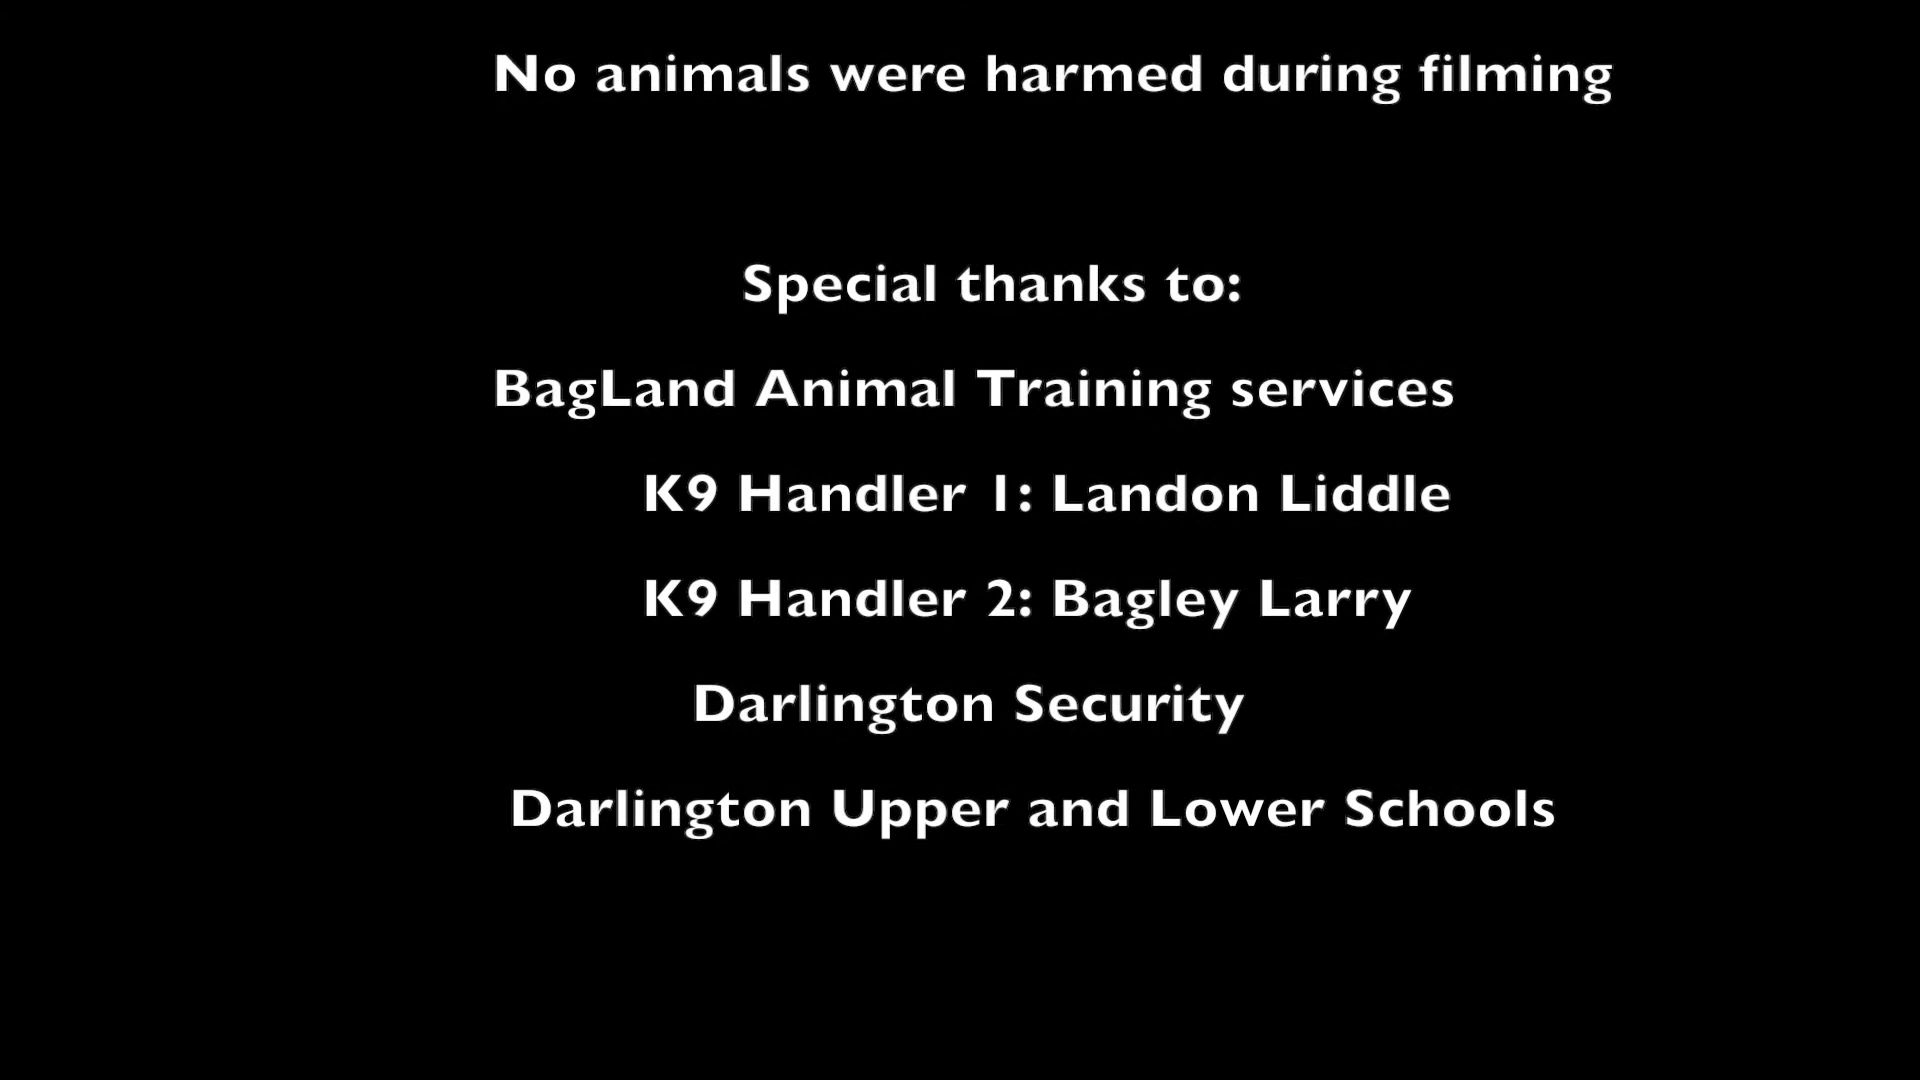 No animals were harmed during filming
Special thanks to:
BagLand Animal Training services
K9 Handler 1: Landon Liddle
K9 Handler 2: Bagley Larry
Darlington Security
Darlington Upper and Lower Schools